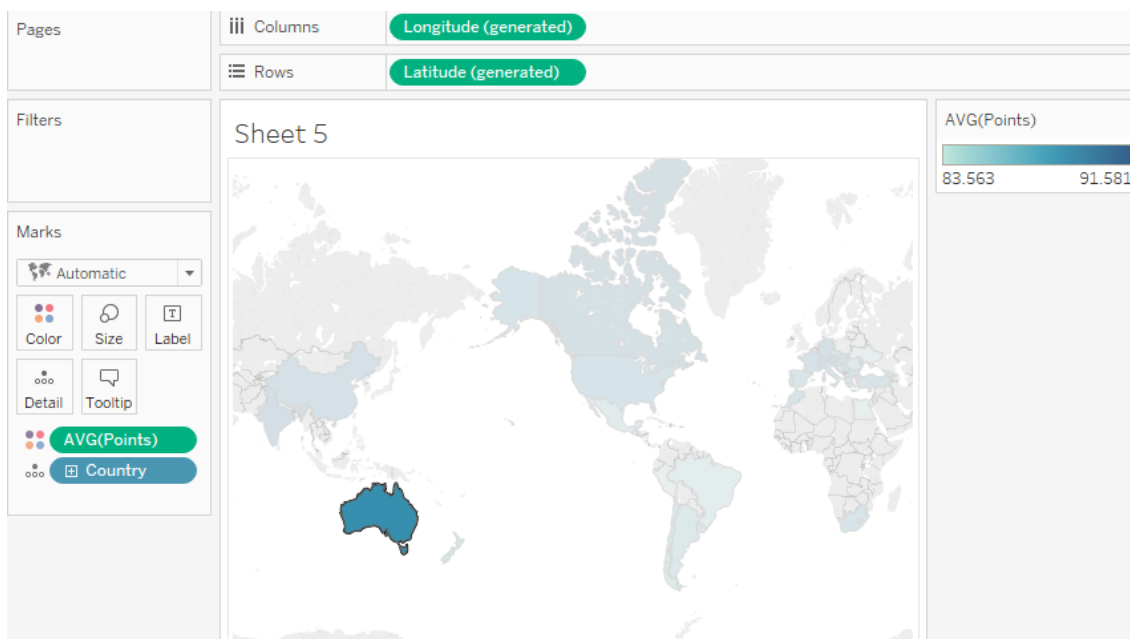 Pages
Columns
Longitude (generated)
Rows
Latitude (generated)
Filters
Sheet 5
AVG(Points)
83.563
91.581
Marks
Automatic
Color
Size
T
Label
Detail
Tooltip
AVG(Points)
Country